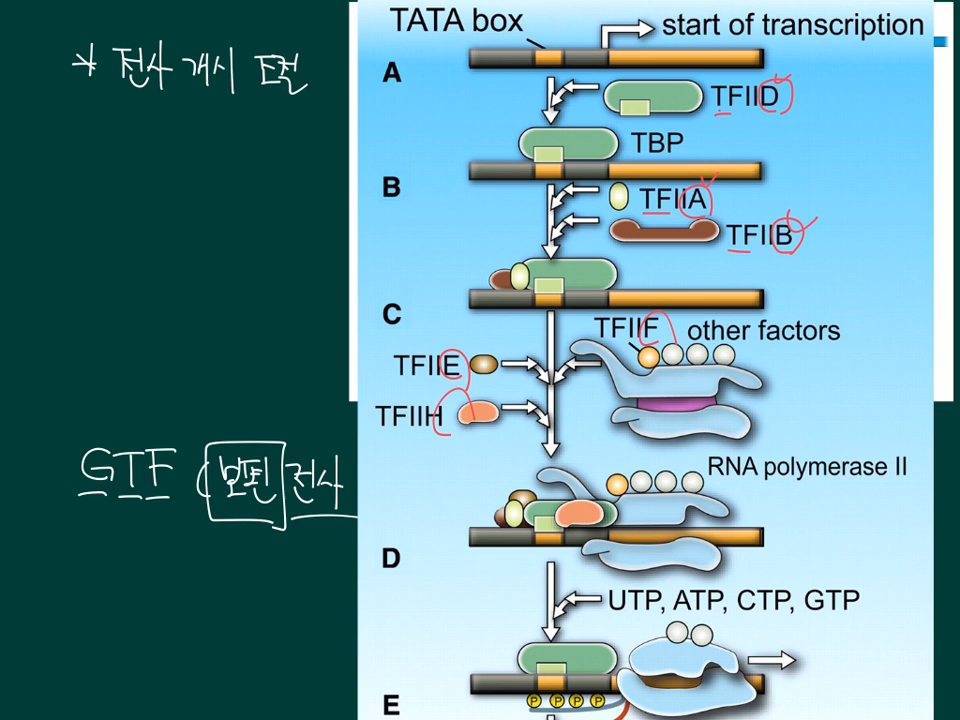 * 전사 개시 단계
GTF (보편 전사
TATA box
start of transcription
A
TFIID
TBP
B
TFIIA
TFIIB
C
TFIIF
other factors
TFIIE
TFIIH
RNA polymerase II
D
UTP, ATP, CTP, GTP
E
P P P P